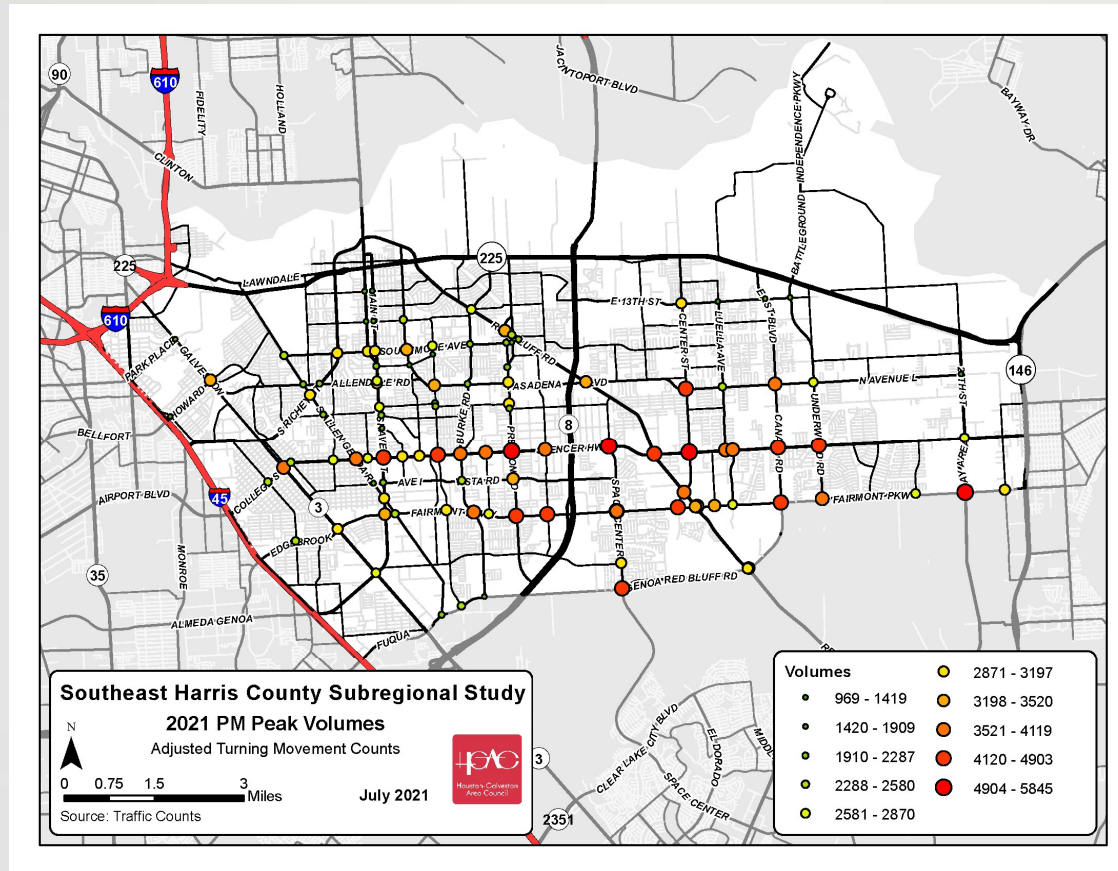 90
610
FIDELITY
HOLLAND
JACINTOPORT BLVD
BATTLEGROUND
INDEPENDENCE PKWY
BAYWAY DR
CLINTON
225
225
LAWNDALE
610
PARK PLACE
GALVESTON
HOWARD
MAIN ST
E 13TH ST
CENTER ST
LUELLA AVE
EAST BLVD
146
BELLFORT
BURKE RD
PASADENA BLVD
N AVENUE L
8
AIRPORT BLVD
45
3
AVE I
FAIRMONT PKWY
EDGEBROOK
35
MONROE
ALMEDA GENOA
FUQUA
GENOA RED BLUFF RD
Southeast Harris County Subregional Study
2021 PM Peak Volumes
Adjusted Turning Movement Counts
N
0 0.75 1.5 3
Miles
July 2021
Source: Traffic Counts
HGAC
Houston-Galveston
Area Council
3
2351
CLEAR LAKE CITY BLVD
EL DORADO
SPACE CENTER
Volumes
969 - 1419
1420 - 1909
1910 - 2287
2288 - 2580
2581 - 2870
2871 - 3197
3198 - 3520
3521 - 4119
4120 - 4903
4904 - 5845